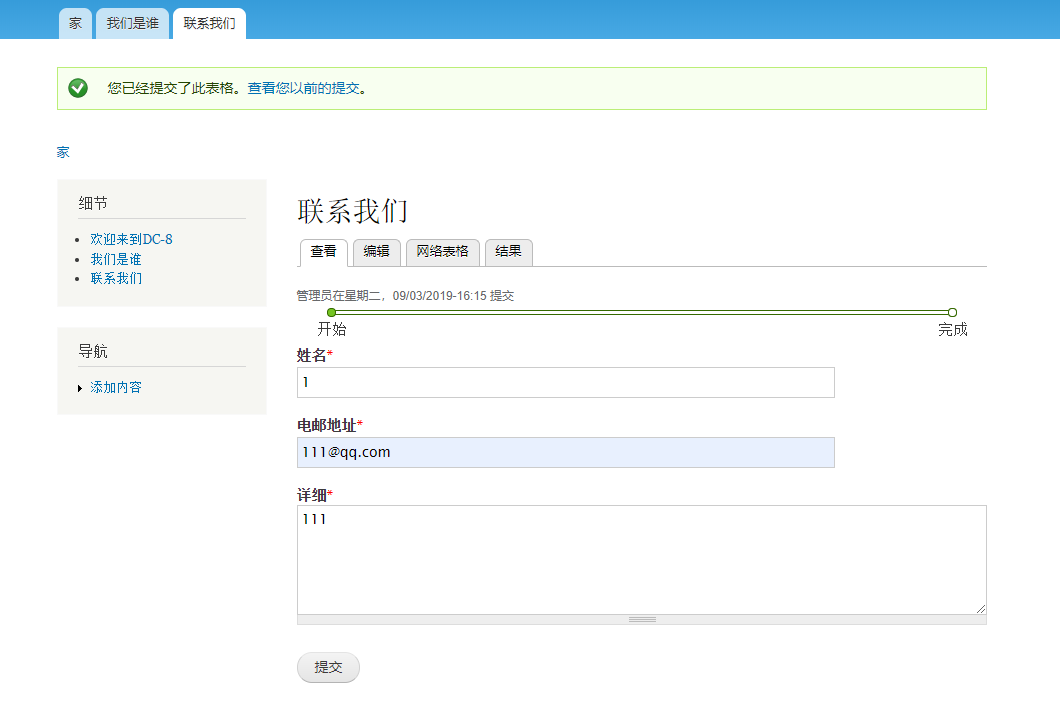 家 我们是谁 联系我们
您已经提交了此表格。查看您以前的提交。
家
细节
欢迎来到DC-8
我们是谁
联系我们
导航
添加内容
联系我们
查看 编辑 网络表格 结果
管理员在星期二，09/03/2019-16:15 提交
开始 完成
姓名*
1
电邮地址*
111@qq.com
详细*
111
提交